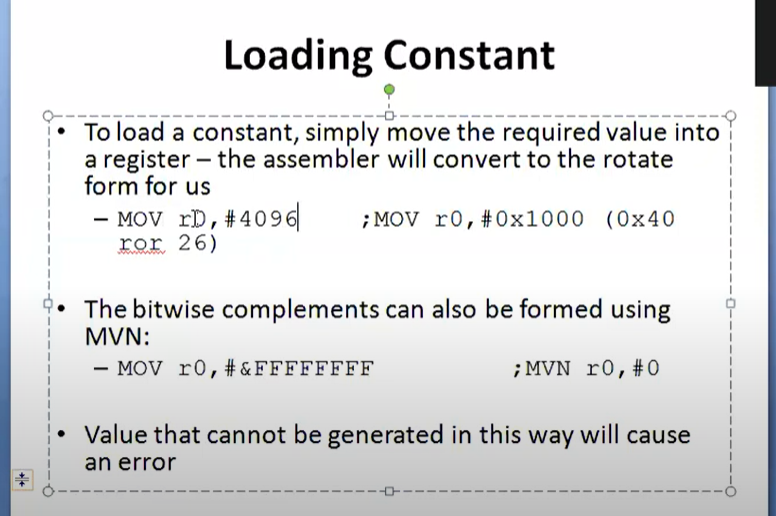 Loading Constant
• To load a constant, simply move the required value into
a register – the assembler will convert to the rotate
form for us
– MOV r0,#4096 ;MOV r0,#0x1000 (0x40
ror 26)
• The bitwise complements can also be formed using
MVN:
– MOV r0,#&FFFFFFFF ;MVN r0,#0
• Value that cannot be generated in this way will cause
an error